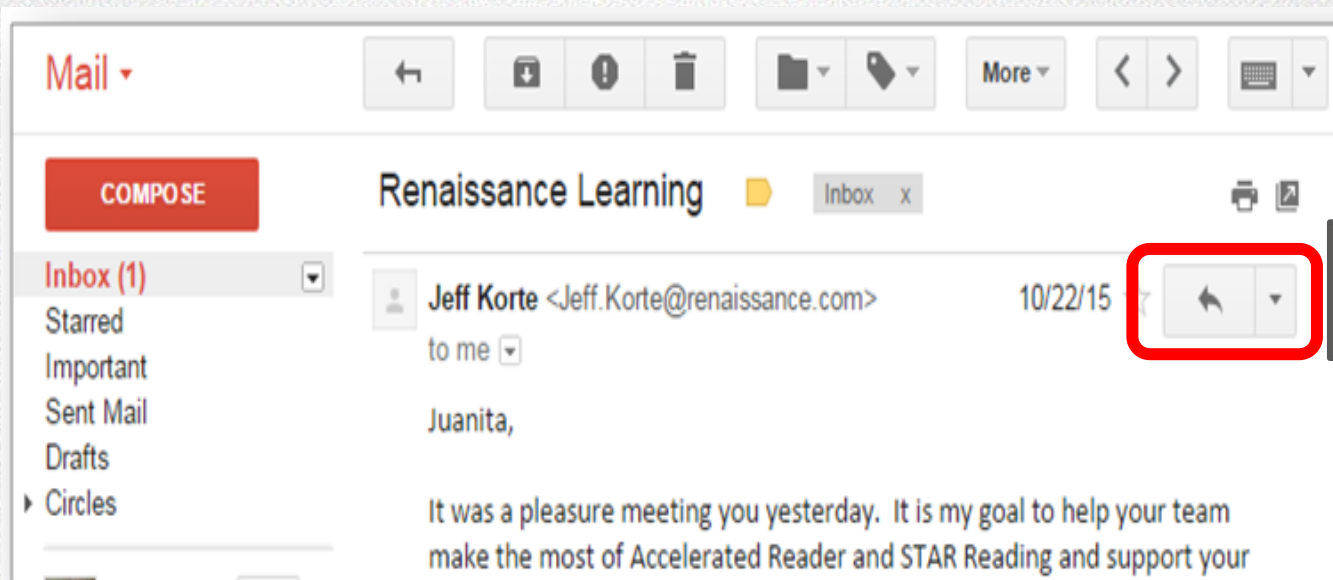 Mail
More
COMPOSE
Renaissance Learning
Inbox x
Inbox (1)
Starred
Important
Sent Mail
Drafts
Circles
Jeff Korte <Jeff.Korte@renaissance.com>
10/22/15
to me
Juanita,
It was a pleasure meeting you yesterday. It is my goal to help your team
make the most of Accelerated Reader and STAR Reading and support your